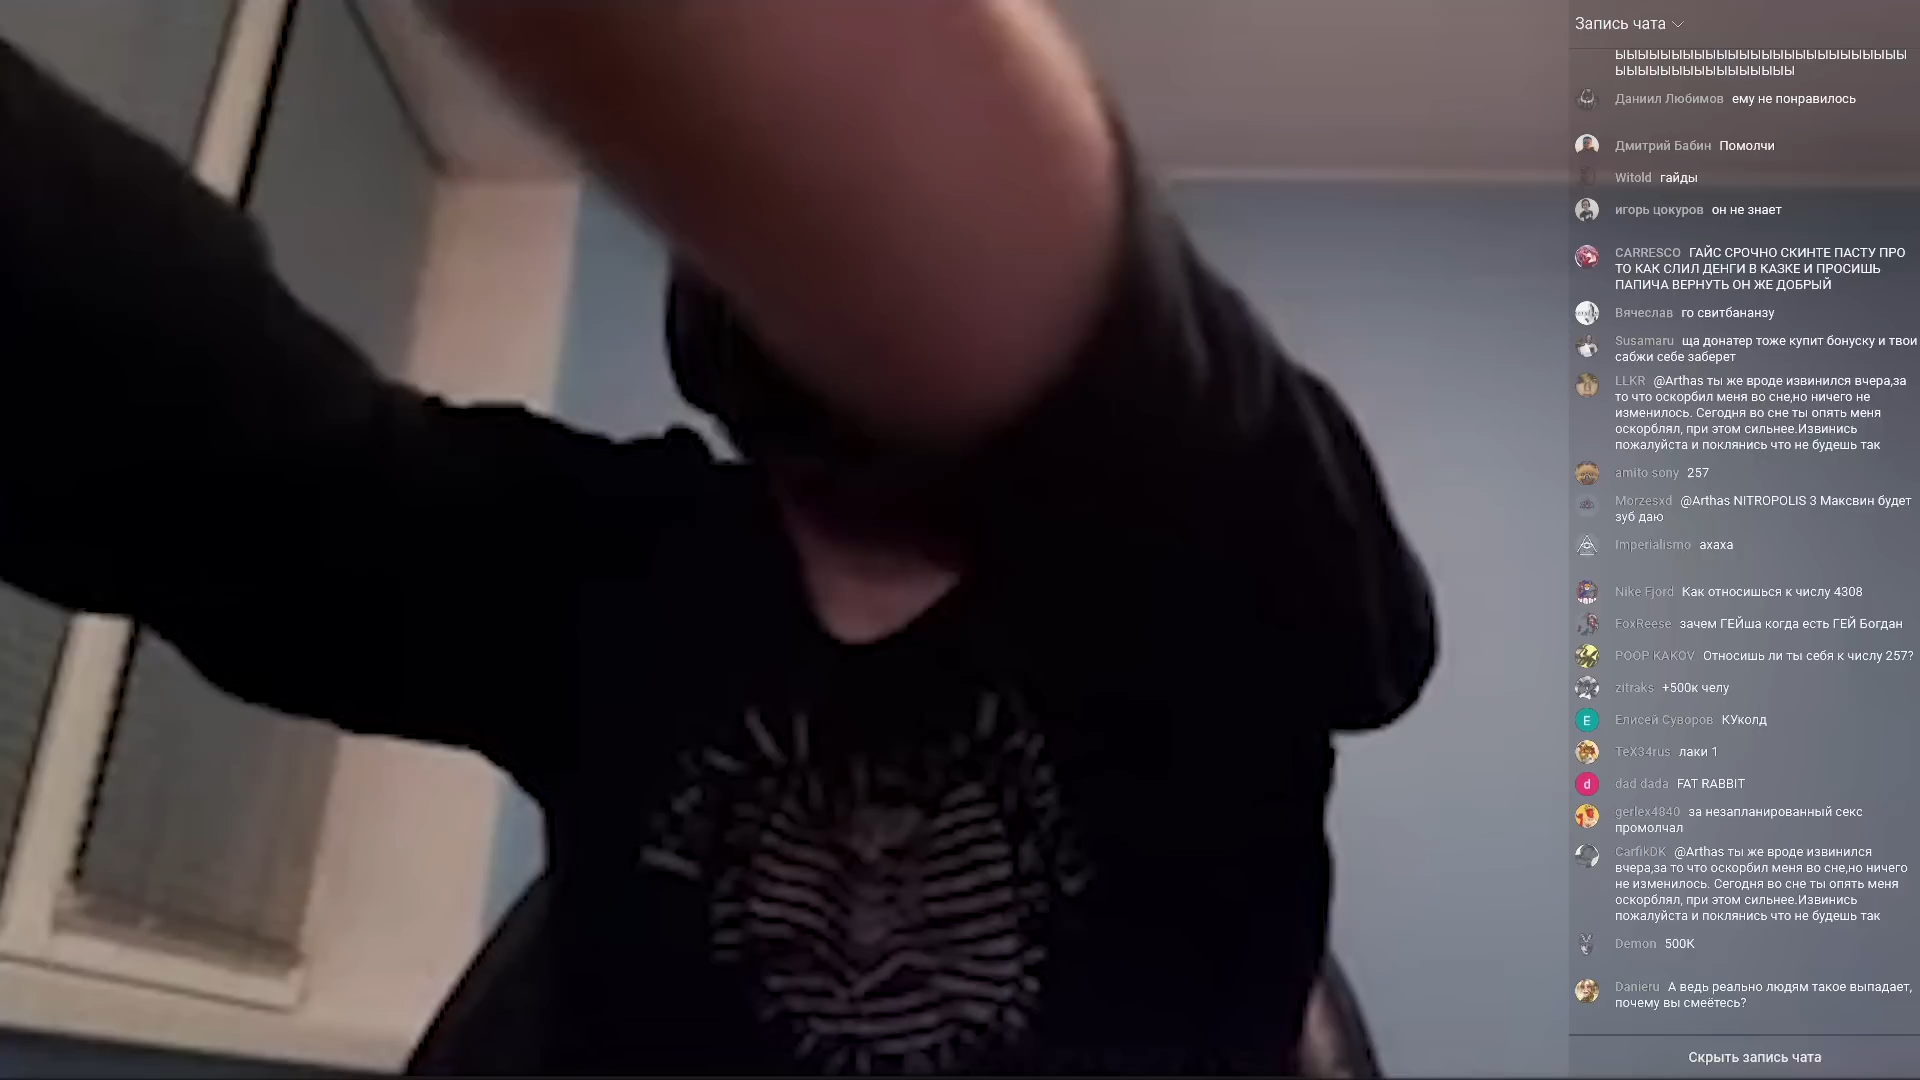 Запись чата
ЫЫЫЫЫЫЫЫЫЫЫЫЫЫЫЫЫЫЫЫЫЫЫЫЫЫ
ЫЫЫЫЫЫЫЫЫЫЫЫЫЫЫЫ
Даниил Любимов ему не понравилось
Дмитрий Бабин Помолчи
Witold гайды
игорь цокуров он не знает
CARRESCO ГАЙС СРОЧНО СКИНТЕ ПАСТУ ПРО
ТО КАК СЛИЛ ДЕНГИ В КАЗКЕ И ПРОСИШЬ
ПАПИЧА ВЕРНУТЬ ОН ЖЕ ДОБРЫЙ
Вячеслав го свитбананзу
Susamaru ща донатер тоже купит бонуску и твои
сабжи себе заберет
LLKR @Arthas ты же вроде извинился вчера,за
то что оскорбил меня во сне,но ничего не
изменилось. Сегодня во сне ты опять меня
оскорблял, при этом сильнее.Извинись
пожалуйста и поклянись что не будешь так
amito sony 257
Morzesxd @Arthas NITROPOLIS 3 Максвин будет
зуб даю
Imperialismo ахаха
Nike Fjord Как относишься к числу 4308
FoxReese зачем ГЕЙша когда есть ГЕЙ Богдан
POOP KAKOV Относишь ли ты себя к числу 257?
zitraks +500к челу
Е Елисей Суворов КУколд
TeX34rus лаки 1
d dad dada FAT RABBIT
gerlex4840 за незапланированный секс
промолчал
CarfikDK @Arthas ты же вроде извинился
вчера,за то что оскорбил меня во сне,но ничего
не изменилось. Сегодня во сне ты опять меня
оскорблял, при этом сильнее.Извинись
пожалуйста и поклянись что не будешь так
Demon 500K
Danieru А ведь реально людям такое выпадает,
почему вы смеётесь?
Скрыть запись чата